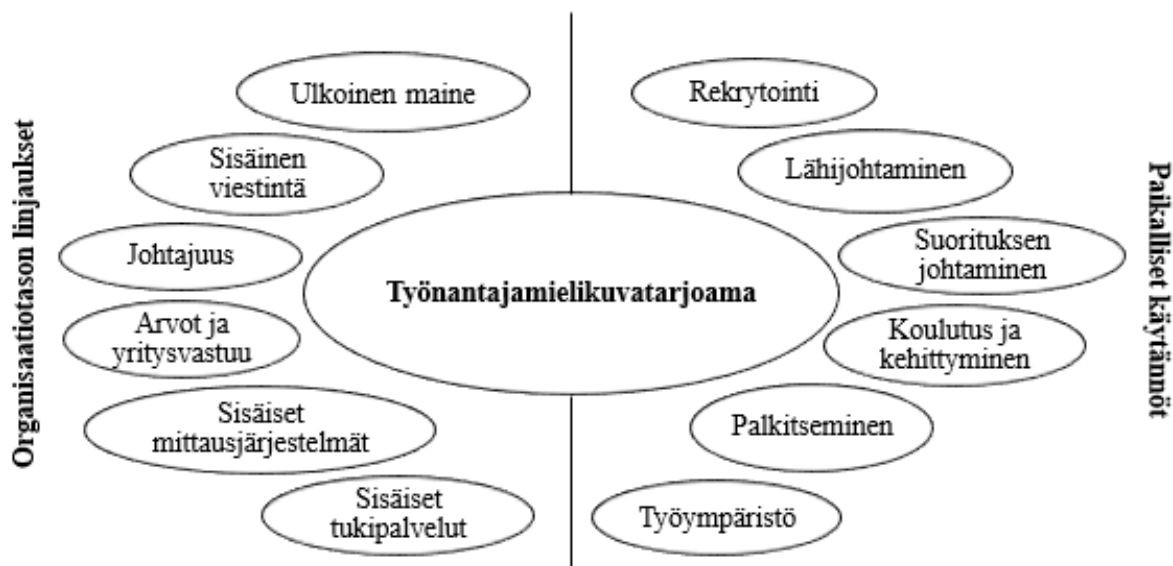 Organisaatiotason linjaukset
Ulkoinen maine
Sisäinen
viestintä
Johtajuus
Arvot ja
yritysvastuu
Sisäiset
mittausjärjestelmät
Sisäiset
tukipalvelut
Työnantajamielikuvatarjoama
Rekrytointi
Lähijohtaminen
Suorituksen
johtaminen
Koulutus ja
kehittyminen
Palkitseminen
Työympäristö
Paikalliset käytännöt